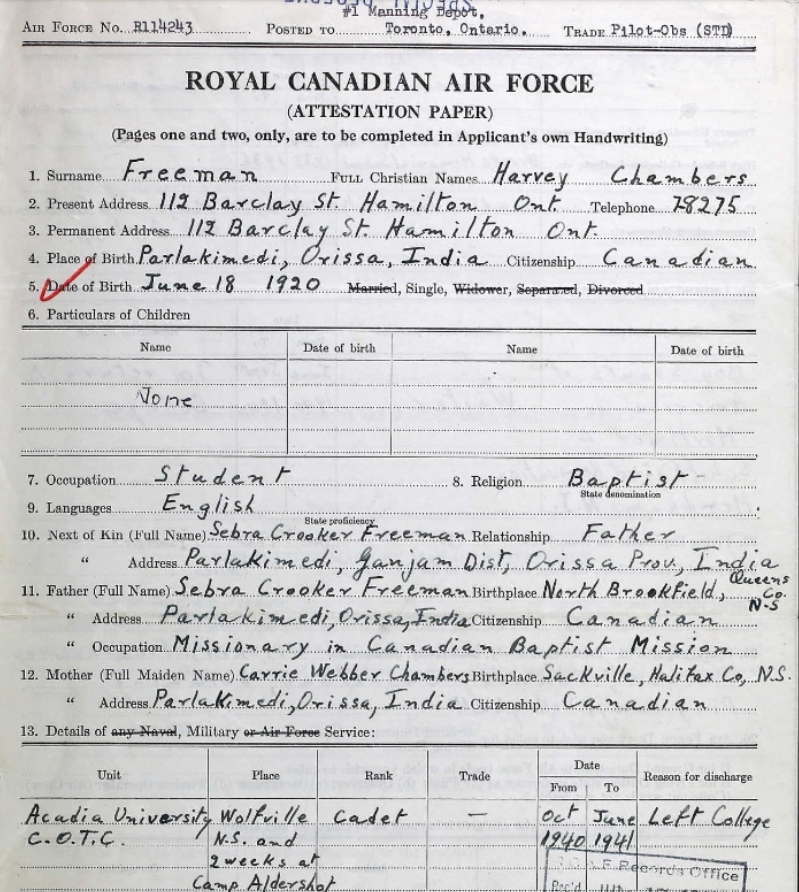 #1 Manning Depot,
AIR FORCE NO. R114243 POSTED TO Toronto, Ontario. TRADE Pilot-Obs (STD)
ROYAL CANADIAN AIR FORCE
(ATTESTATION PAPER)
(Pages one and two, only, are to be completed in Applicant's own Handwriting)
1. Surname Freeman FULL Christian Names Harvey Chambers
2. Present Address 112 Barclay St. Hamilton Ont. Telephone 78275
3. Permanent Address 112 Barclay St. Hamilton Ont.
4. Place of Birth Parlakimedi, Orissa, India Citizenship Canadian
5. Date of Birth June 18 1920 Married, Single, Widower, Separated, Divorced
6. Particulars of Children
Name Date of birth Name Date of birth
None
7. Occupation Student 8. Religion Baptist
State denomination
9. Languages English
State proficiency
10. Next of Kin (Full Name) Sebra Crooker Freeman Relationship Father
" Address Parlakimedi, Ganjam Dist, Orissa Prov, India
11. Father (Full Name) Sebra Crooker Freeman Birthplace North Brookfield, Queens Co. N-S
" Address Parlakimedi, Orissa, India Citizenship Canadian
" Occupation Missionary in Canadian Baptist Mission
12. Mother (Full Maiden Name) Carrie Webber Chambers Birthplace Sackville, Halifax Co, N.S.
" Address Parlakimedi, Orissa, India Citizenship Canadian
13. Details of any Naval, Military or Air Force Service:
Unit Place Rank Trade Date Reason for discharge
From To
Acadia University Wolfville Cadet — Oct June Left College
C.O.T.C. N.S. and 1940 1941
2 weeks at
Camp Aldershot
R.C.A.F. Records Office
Rec'd